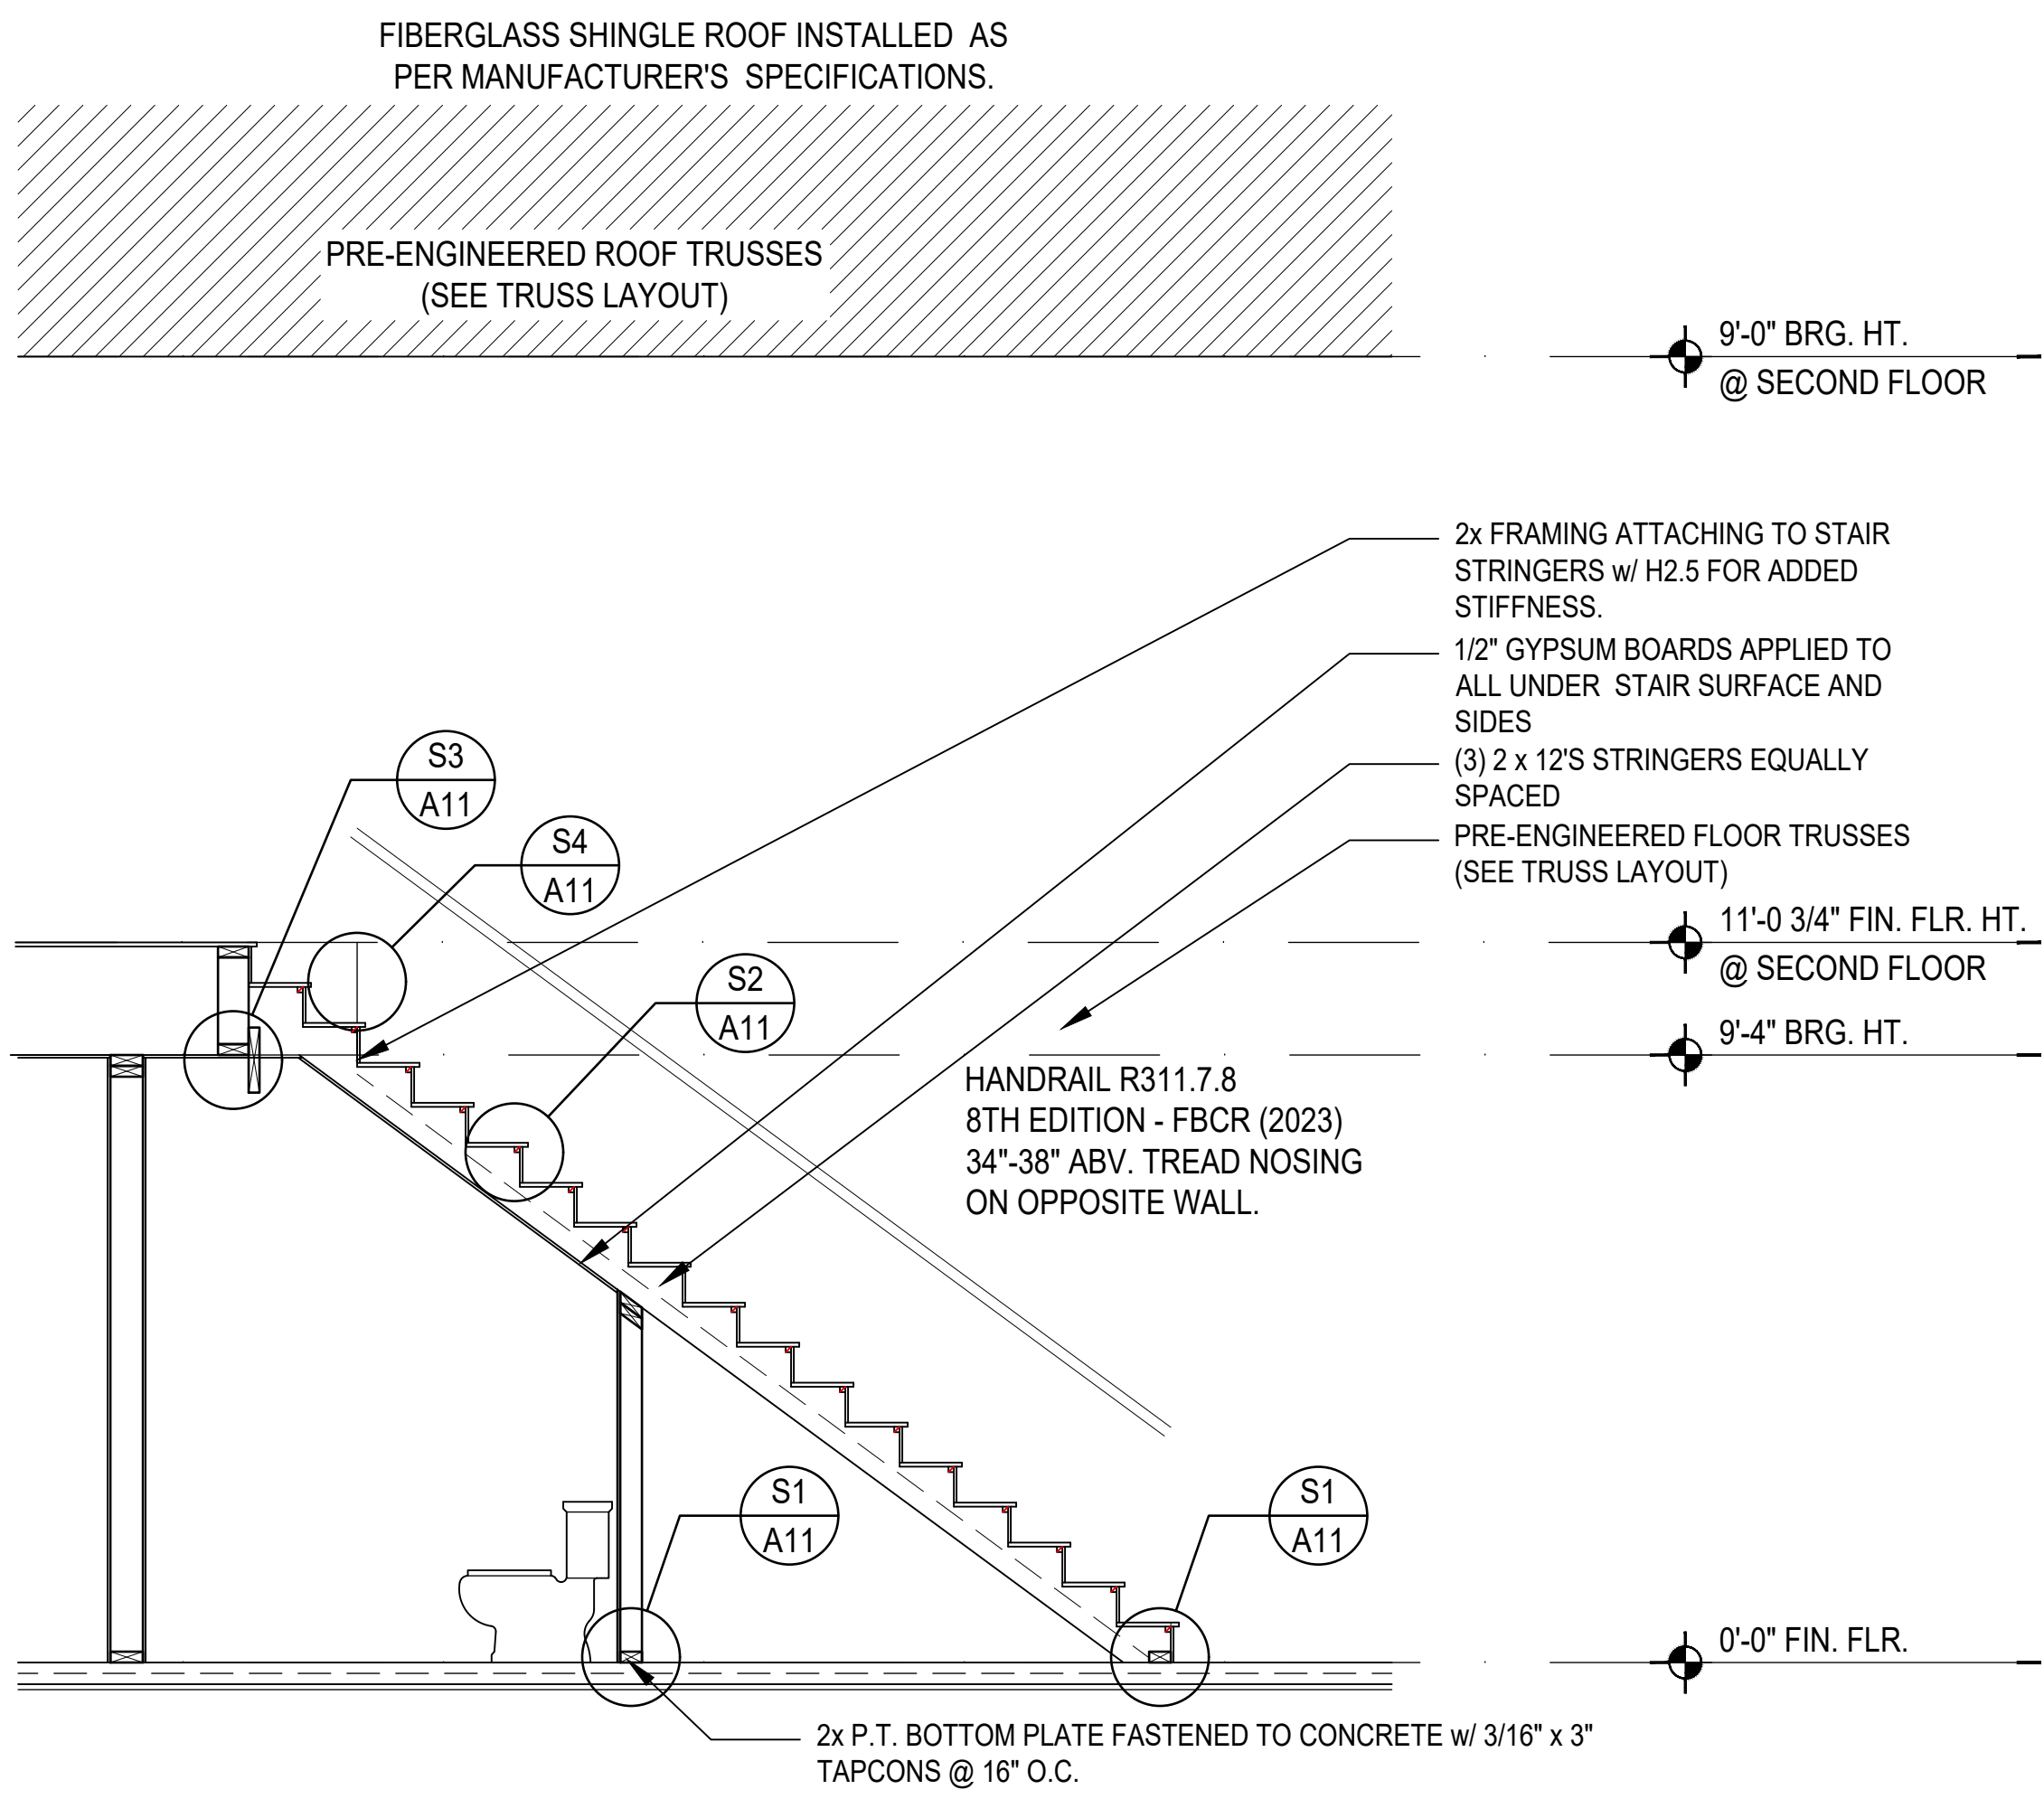 FIBERGLASS SHINGLE ROOF INSTALLED AS
PER MANUFACTURER'S SPECIFICATIONS.
PRE-ENGINEERED ROOF TRUSSES
(SEE TRUSS LAYOUT)
9'-0" BRG. HT.
@ SECOND FLOOR
2x FRAMING ATTACHING TO STAIR
STRINGERS w/ H2.5 FOR ADDED
STIFFNESS.
1/2" GYPSUM BOARDS APPLIED TO
ALL UNDER STAIR SURFACE AND
SIDES
(3) 2 x 12'S STRINGERS EQUALLY
SPACED
PRE-ENGINEERED FLOOR TRUSSES
(SEE TRUSS LAYOUT)
S3
A11
S4
A11
S2
A11
11'-0 3/4" FIN. FLR. HT.
@ SECOND FLOOR
9'-4" BRG. HT.
HANDRAIL R311.7.8
8TH EDITION - FBCR (2023)
34"-38" ABV. TREAD NOSING
ON OPPOSITE WALL.
S1
A11
S1
A11
0'-0" FIN. FLR.
2x P.T. BOTTOM PLATE FASTENED TO CONCRETE w/ 3/16" x 3"
TAPCONS @ 16" O.C.